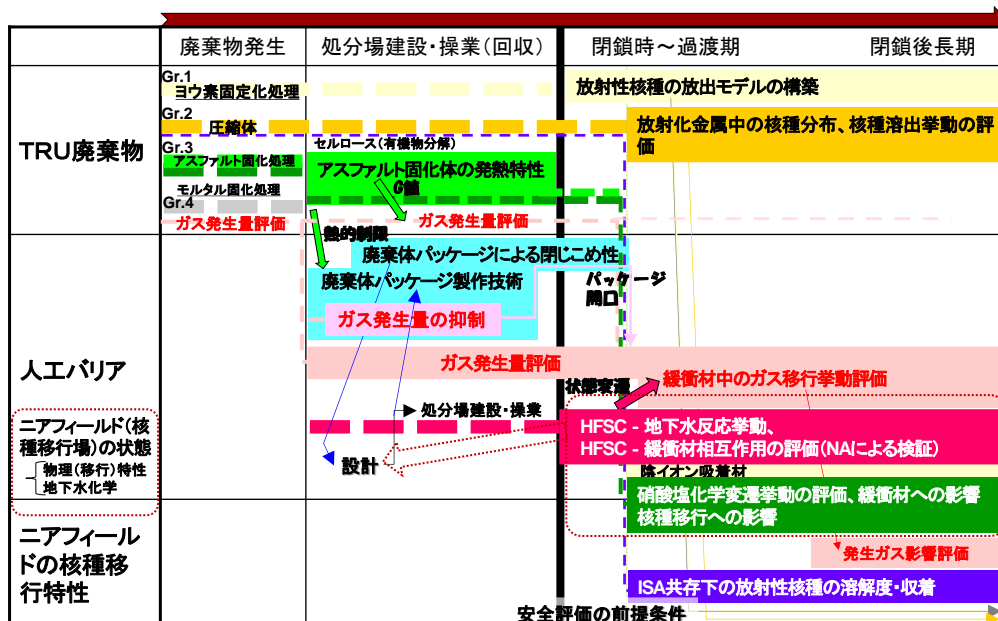 廃棄物発生
処分場建設・操業(回収)
閉鎖時~過渡期
閉鎖後長期
TRU廃棄物
Gr.1
ヨウ素固定化処理
放射性核種の放出モデルの構築
Gr.2
圧縮体
放射化金属中の核種分布、核種溶出挙動の評
価
Gr.3
セルロース(有機物分解)
アスファルト固化処理
アスファルト固化体の発熱特性
G値
モルタル固化処理
Gr.4
ガス発生量評価
ガス発生量評価
熱的制限
廃棄体パッケージによる閉じこめ性
廃棄体パッケージ製作技術
パッケージ
開口
ガス発生量の抑制
人工バリア
ガス発生量評価
状態変遷
緩衝材中のガス移行挙動評価
ニアフィールド(核
種移行場)の状態
物理(移行)特性
地下水化学
処分場建設・操業
設計
HFSC - 地下水反応挙動、
HFSC - 緩衝材相互作用の評価(NAによる検証)
陰イオン吸着材
硝酸塩化学変遷挙動の評価、緩衝材への影響
核種移行への影響
ニアフィール
ドの核種移
行特性
発生ガス影響評価
ISA共存下の放射性核種の溶解度・収着
安全評価の前提条件